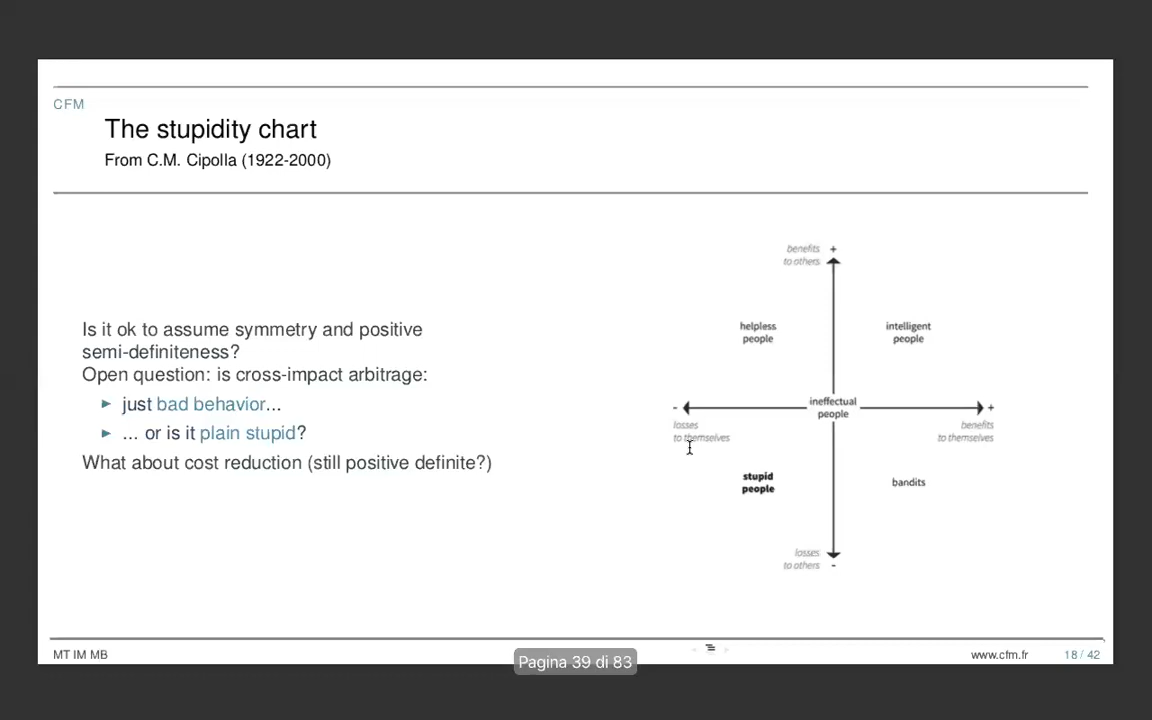 CFM
The stupidity chart
From C.M. Cipolla (1922-2000)
Is it ok to assume symmetry and positive
semi-definiteness?
Open question: is cross-impact arbitrage:
just bad behavior...
... or is it plain stupid?
What about cost reduction (still positive definite?)
benefits +
to others
helpless
people
intelligent
people
ineffectual
people
-
+
losses
to themselves
benefits
to themselves
stupid
people
bandits
losses
to others -
MT IM MB
Pagina 39 di 83
www.cfm.fr
18 / 42